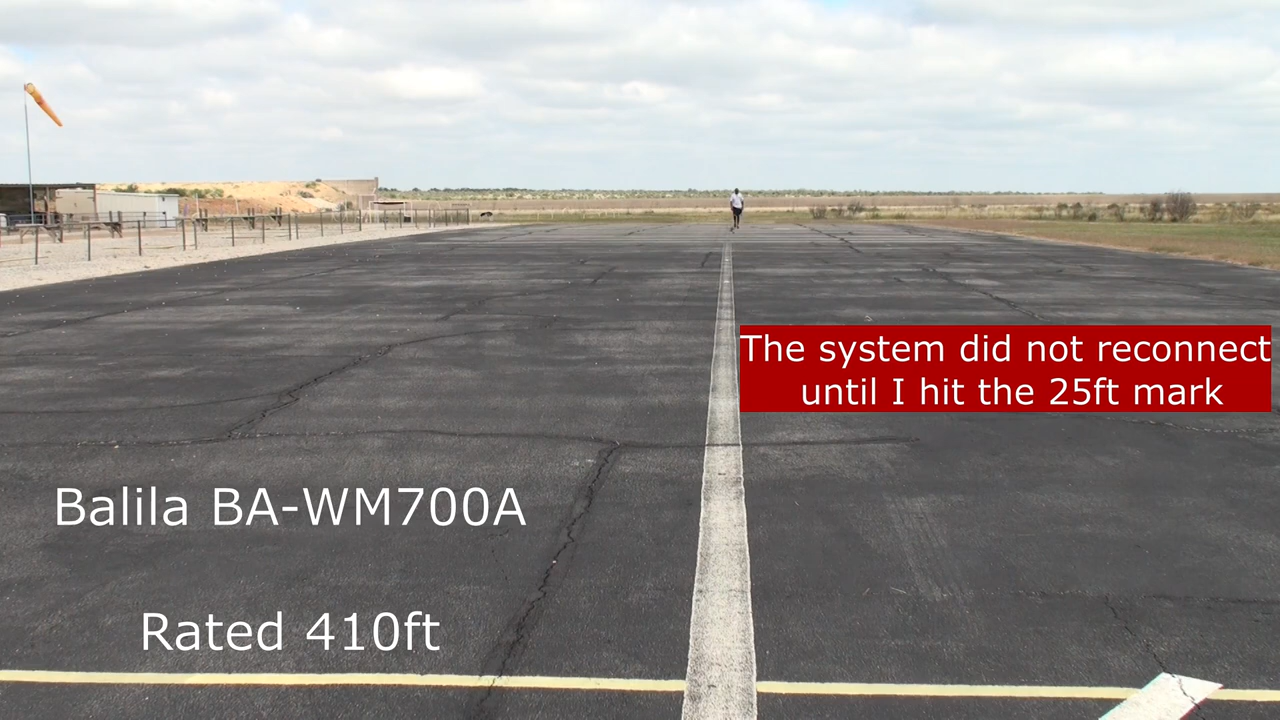 The system did not reconnect
until I hit the 25ft mark
Balila BA-WM700A
Rated 410ft